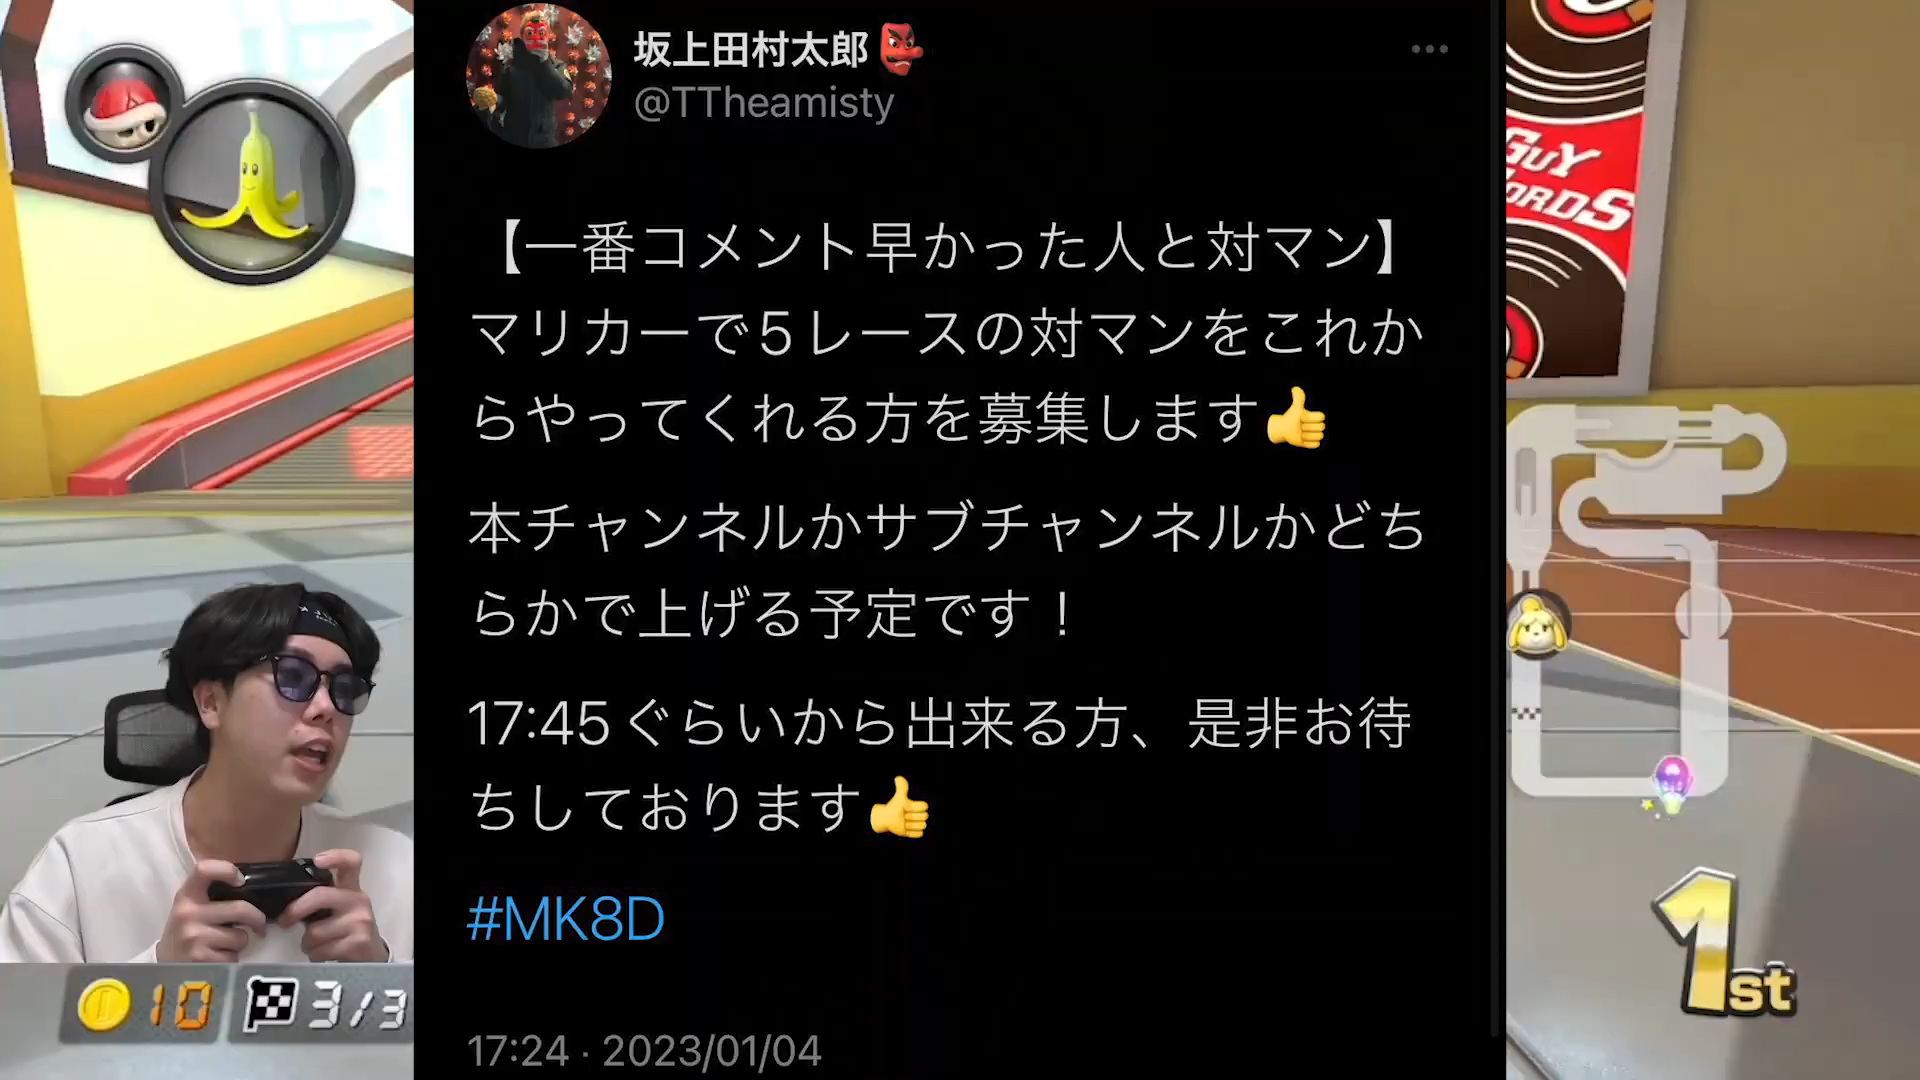 坂上田村太郎👺
@TTheamisty
【一番コメント早かった人と対マン】
マリカーで5レースの対マンをこれか
らやってくれる方を募集します👍
本チャンネルかサブチャンネルかどち
らかで上げる予定です！
17:45ぐらいから出来る方、是非お待
ちしております👍
#MK8D
17:24 · 2023/01/04
GUY
ORDS
10
3/3
1st